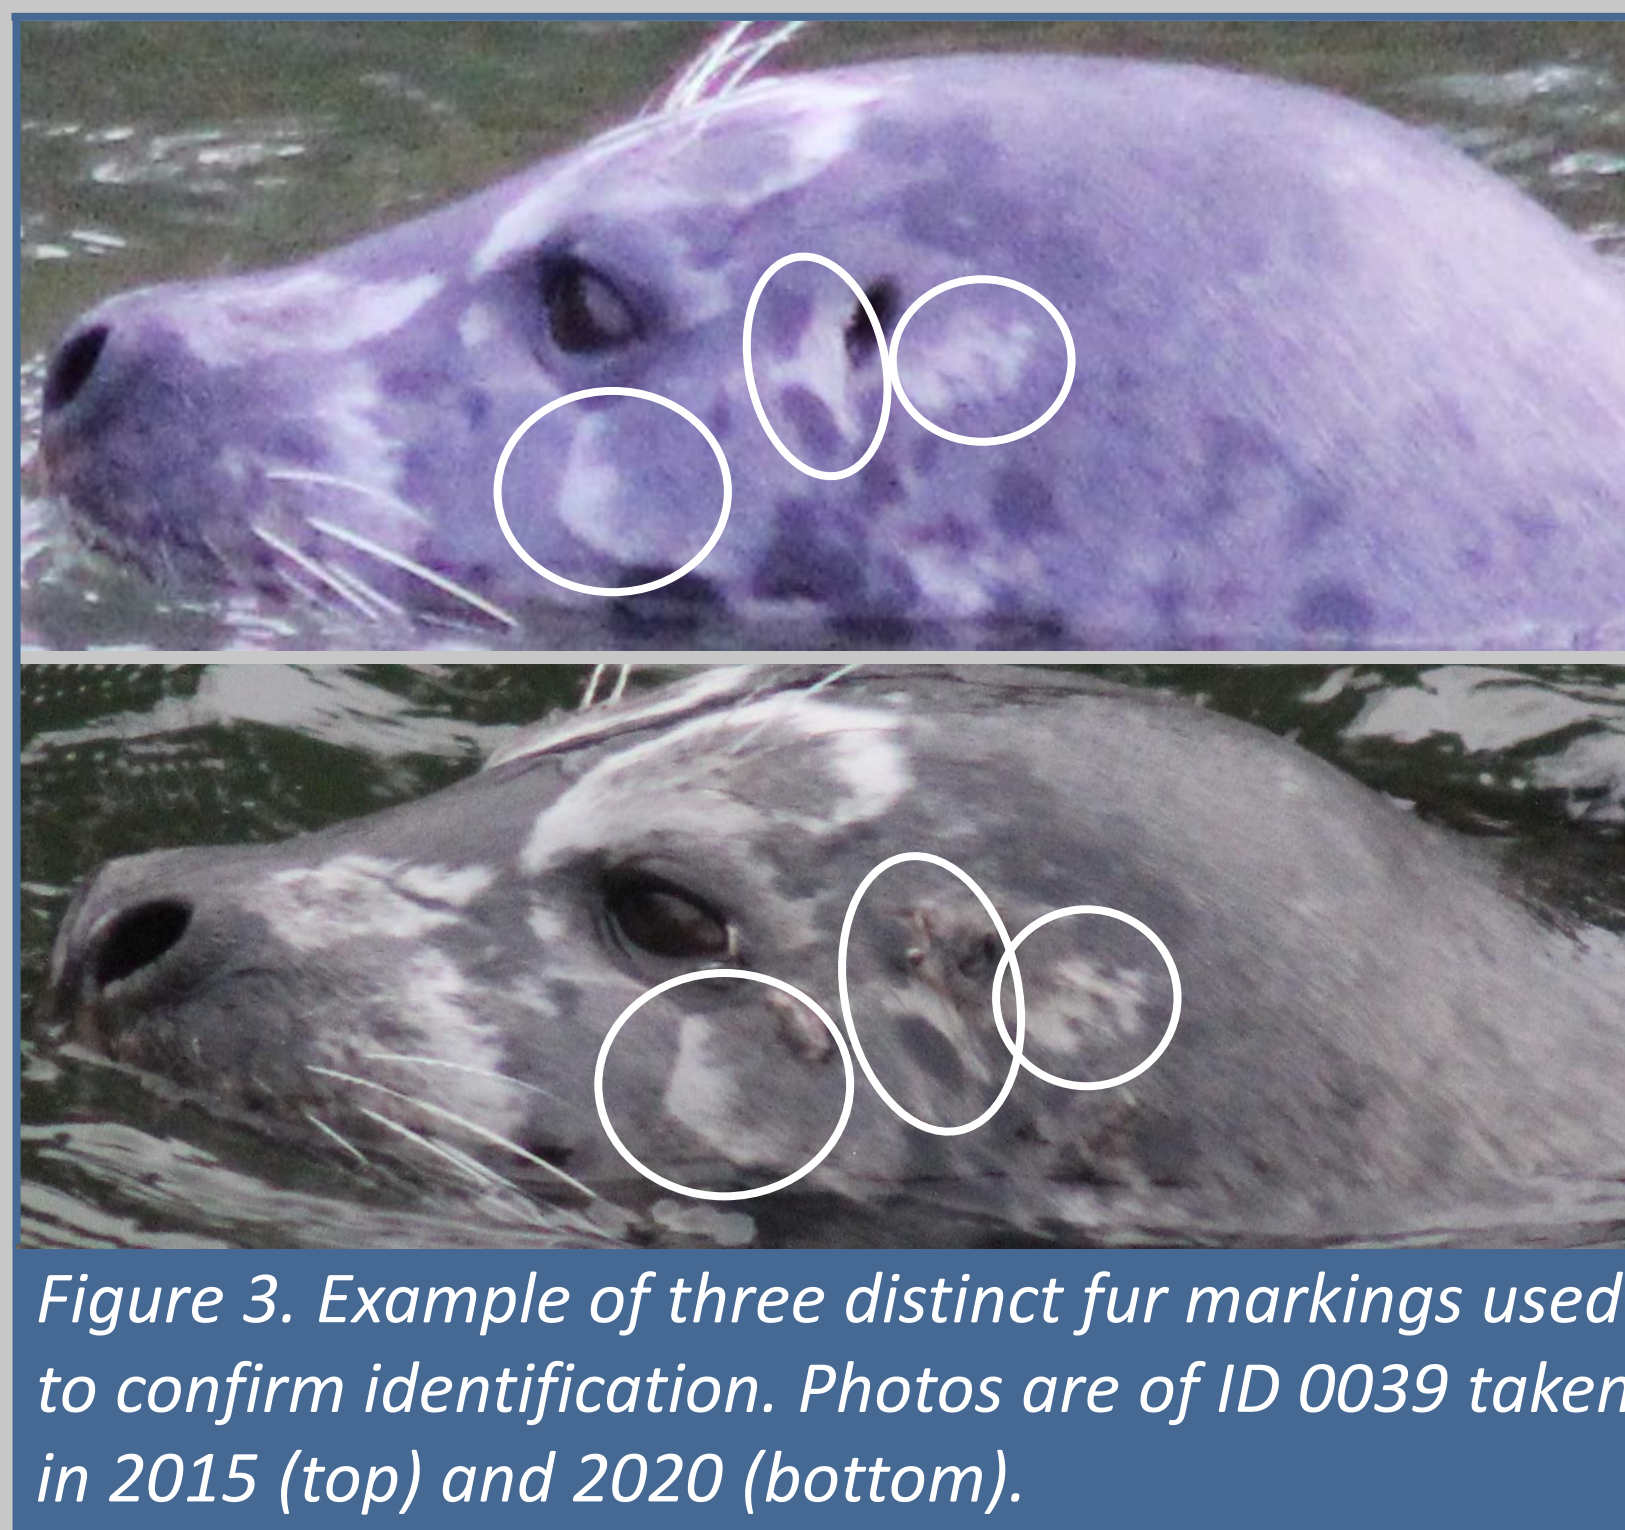 Figure 3. Example of three distinct fur markings used
to confirm identification. Photos are of ID 0039 taken
in 2015 (top) and 2020 (bottom).